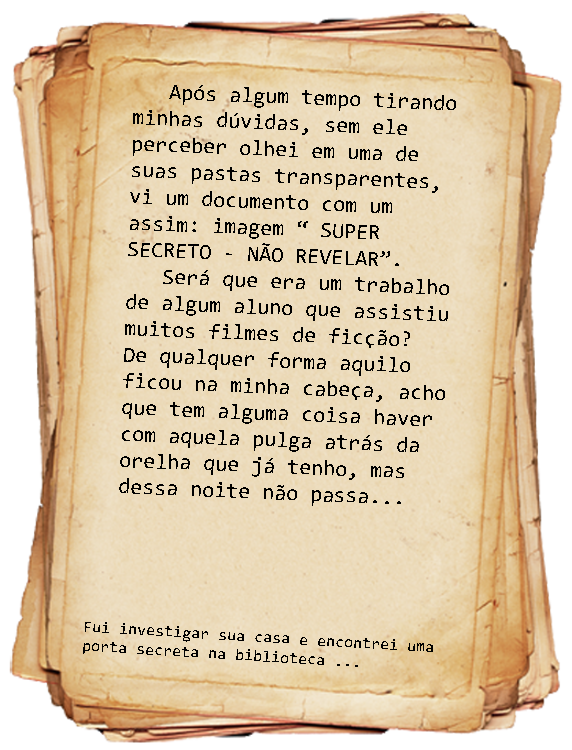 Após algum tempo tirando
minhas dúvidas, sem ele
perceber olhei em uma de
suas pastas transparentes,
vi um documento com um
assim: imagem “ SUPER
SECRETO - NÃO REVELAR”.
Será que era um trabalho
de algum aluno que assistiu
muitos filmes de ficção?
De qualquer forma aquilo
ficou na minha cabeça, acho
que tem alguma coisa haver
com aquela pulga atrás da
orelha que já tenho, mas
dessa noite não passa...
Fui investigar sua casa e encontrei uma
porta secreta na biblioteca ...